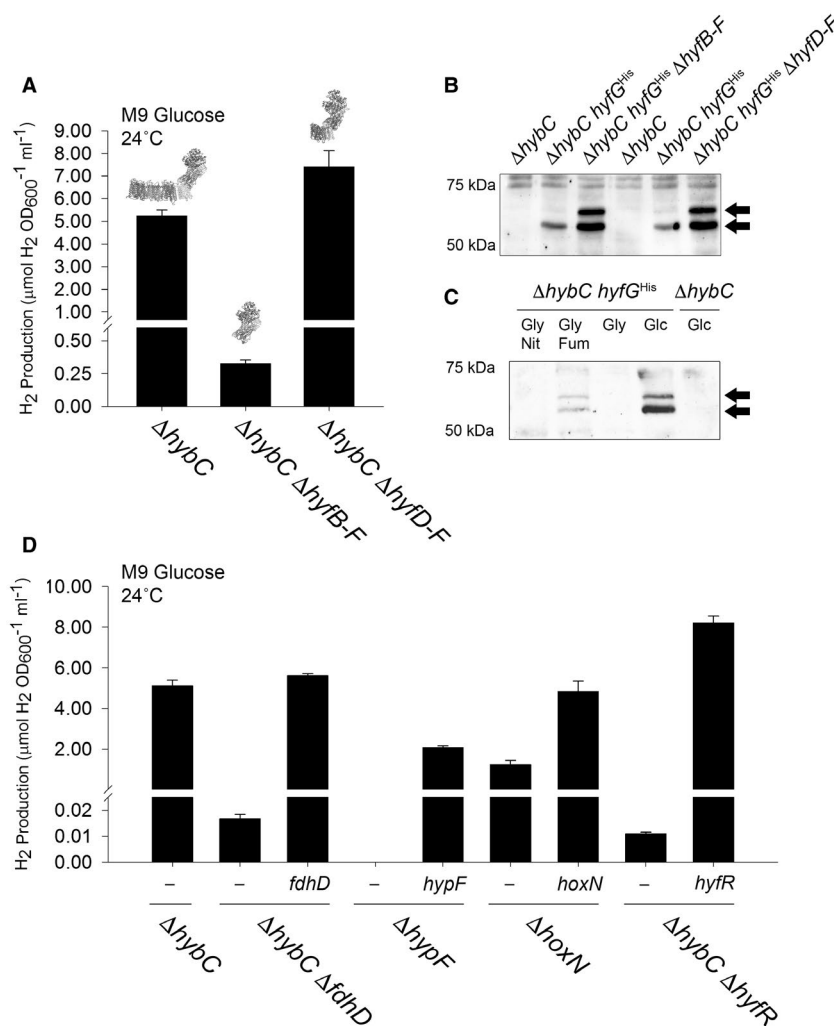 A
M9 Glucose
24˚C
H2 Production (μmol H2 OD600-1 ml-1)
9.00
8.00
7.00
6.00
5.00
4.00
3.00
2.00
1.00
0.50
0.25
0.00
ΔhybC
ΔhybC ΔhyfB-F
ΔhybC ΔhyfD-F
B
ΔhybC
ΔhybC hyfGHis
ΔhybC hyfGHis ΔhyfB-F
ΔhybC
ΔhybC hyfGHis
ΔhybC hyfGHis ΔhyfD-F
75 kDa
50 kDa
C
ΔhybC hyfGHis ΔhybC
Gly Gly Gly Glc Glc
Nit Fum
75 kDa
50 kDa
D
M9 Glucose
24˚C
H2 Production (μmol H2 OD600-1 ml-1)
10.00
8.00
6.00
4.00
2.00
0.02
0.01
0.00
– – fdhD – hypF – hoxN – hyfR
ΔhybC
ΔhybC ΔfdhD
ΔhypF
ΔhoxN
ΔhybC ΔhyfR